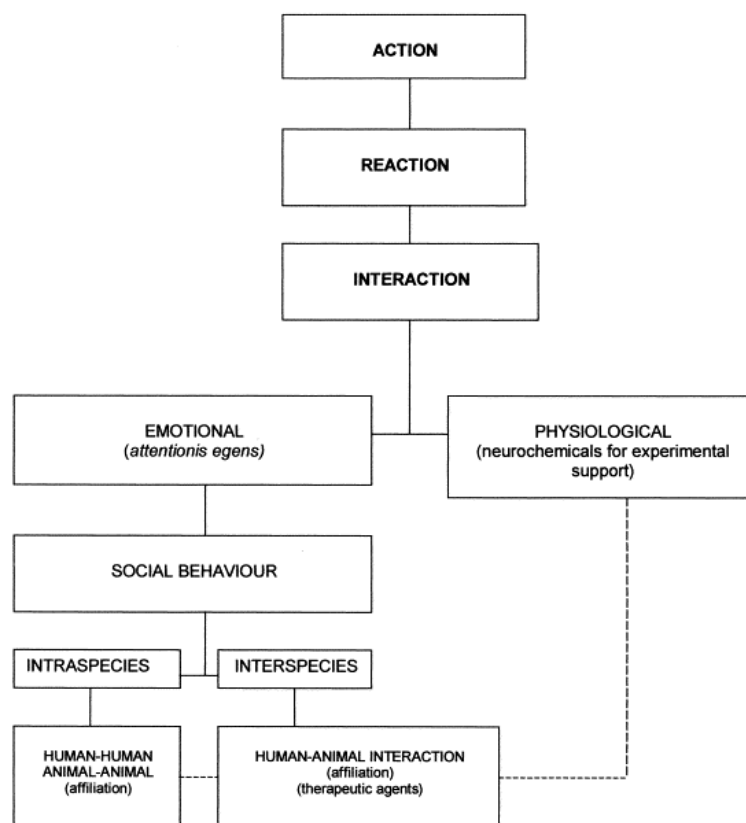 ACTION
REACTION
INTERACTION
EMOTIONAL
(attentionis egens)
PHYSIOLOGICAL
(neurochemicals for experimental
support)
SOCIAL BEHAVIOUR
INTRASPECIES
INTERSPECIES
HUMAN-HUMAN
ANIMAL-ANIMAL
(affiliation)
HUMAN-ANIMAL INTERACTION
(affiliation)
(therapeutic agents)